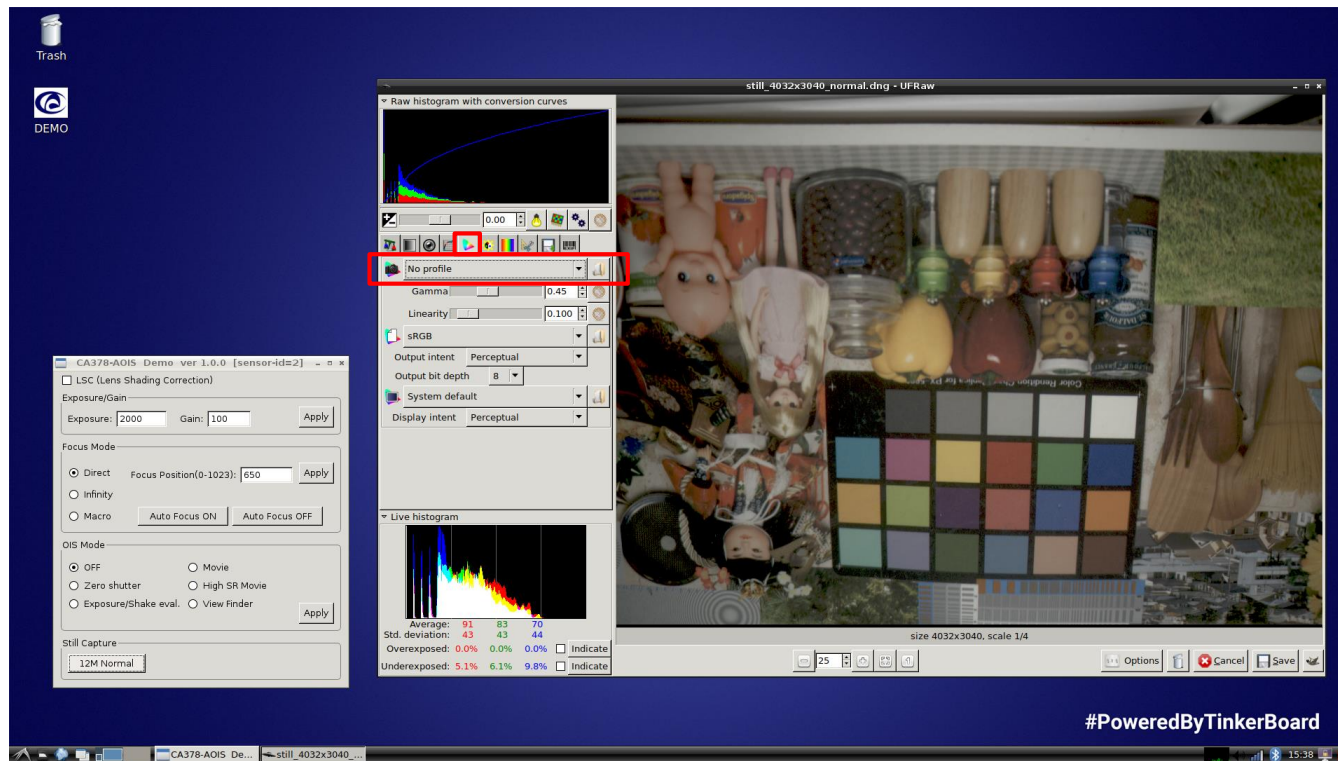 Trash
DEMO
still_4032x3040_normal.dng - UFRaw
Raw histogram with conversion curves
0.00
No profile
Gamma 0.45
Linearity 0.100
sRGB
Output intent Perceptual
Output bit depth 8
System default
Display intent Perceptual
Live histogram
Average: 91 83 70
Std. deviation: 43 43 44
Overexposed: 0.0% 0.0% 0.0% Indicate
Underexposed: 5.1% 6.1% 9.8% Indicate
size 4032x3040, scale 1/4
25
Options Cancel Save
CA378-AOIS Demo ver 1.0.0 [sensor-id=2]
LSC (Lens Shading Correction)
Exposure/Gain
Exposure: 2000 Gain: 100 Apply
Focus Mode
Direct Focus Position(0-1023): 650 Apply
Infinity
Macro Auto Focus ON Auto Focus OFF
OIS Mode
OFF Movie
Zero shutter High SR Movie
Exposure/Shake eval. View Finder
Apply
Still Capture
12M Normal
#PoweredByTinkerBoard
CA378-AOIS De... still_4032x3040_...
15:38